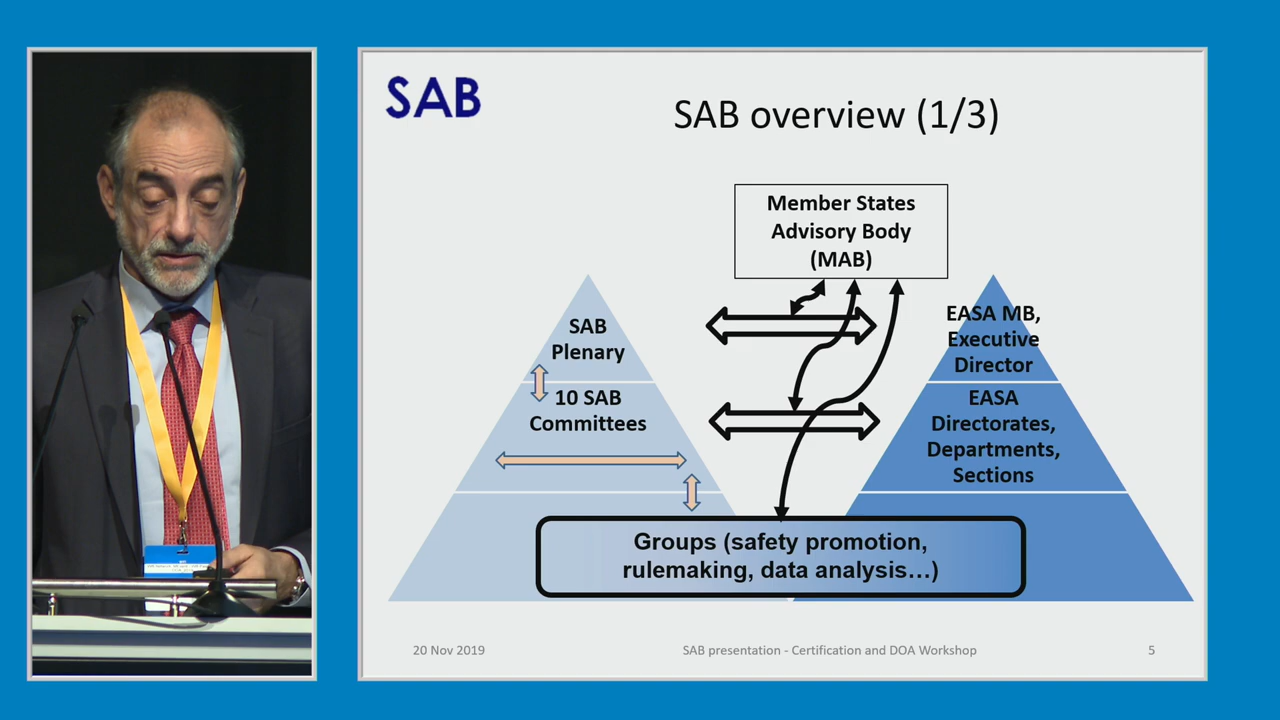 SAB
SAB overview (1/3)
Member States
Advisory Body
(MAB)
SAB
Plenary
10 SAB
Committees
EASA MB,
Executive
Director
EASA
Directorates,
Departments,
Sections
Groups (safety promotion,
rulemaking, data analysis…)
20 Nov 2019
SAB presentation - Certification and DOA Workshop
5